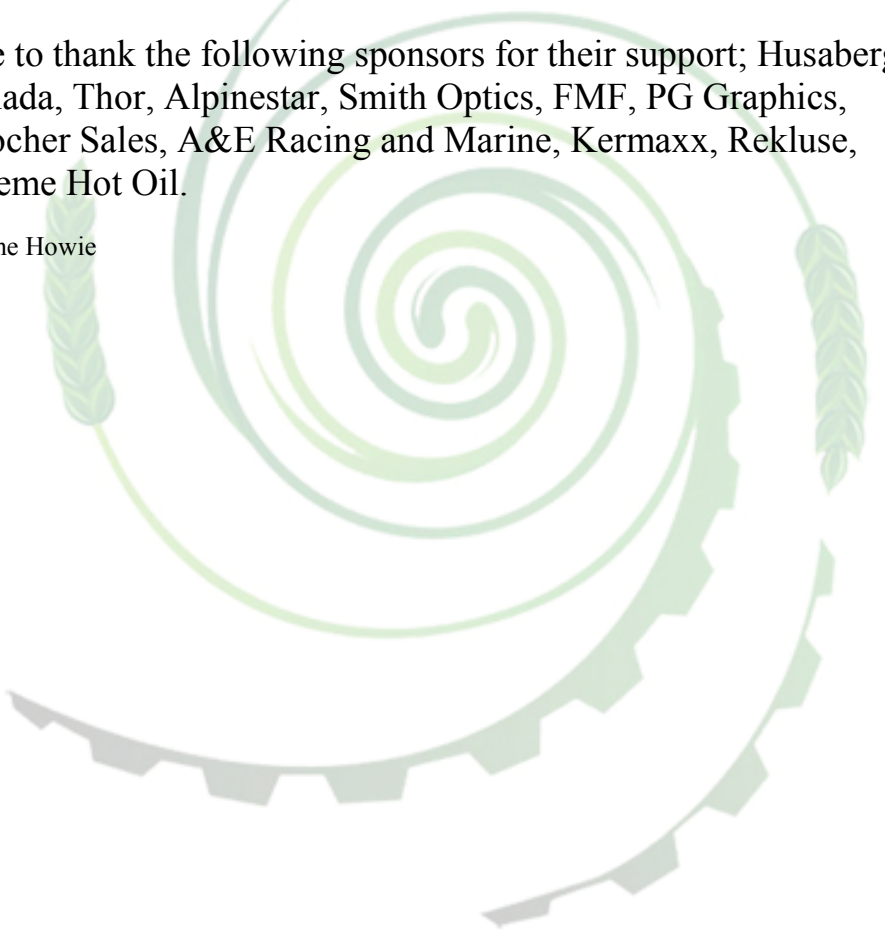 e to thank the following sponsors for their support; Husaberg
ada, Thor, Alpinestar, Smith Optics, FMF, PG Graphics,
ocher Sales, A&E Racing and Marine, Kermaxx, Rekluse,
eme Hot Oil.
ne Howie